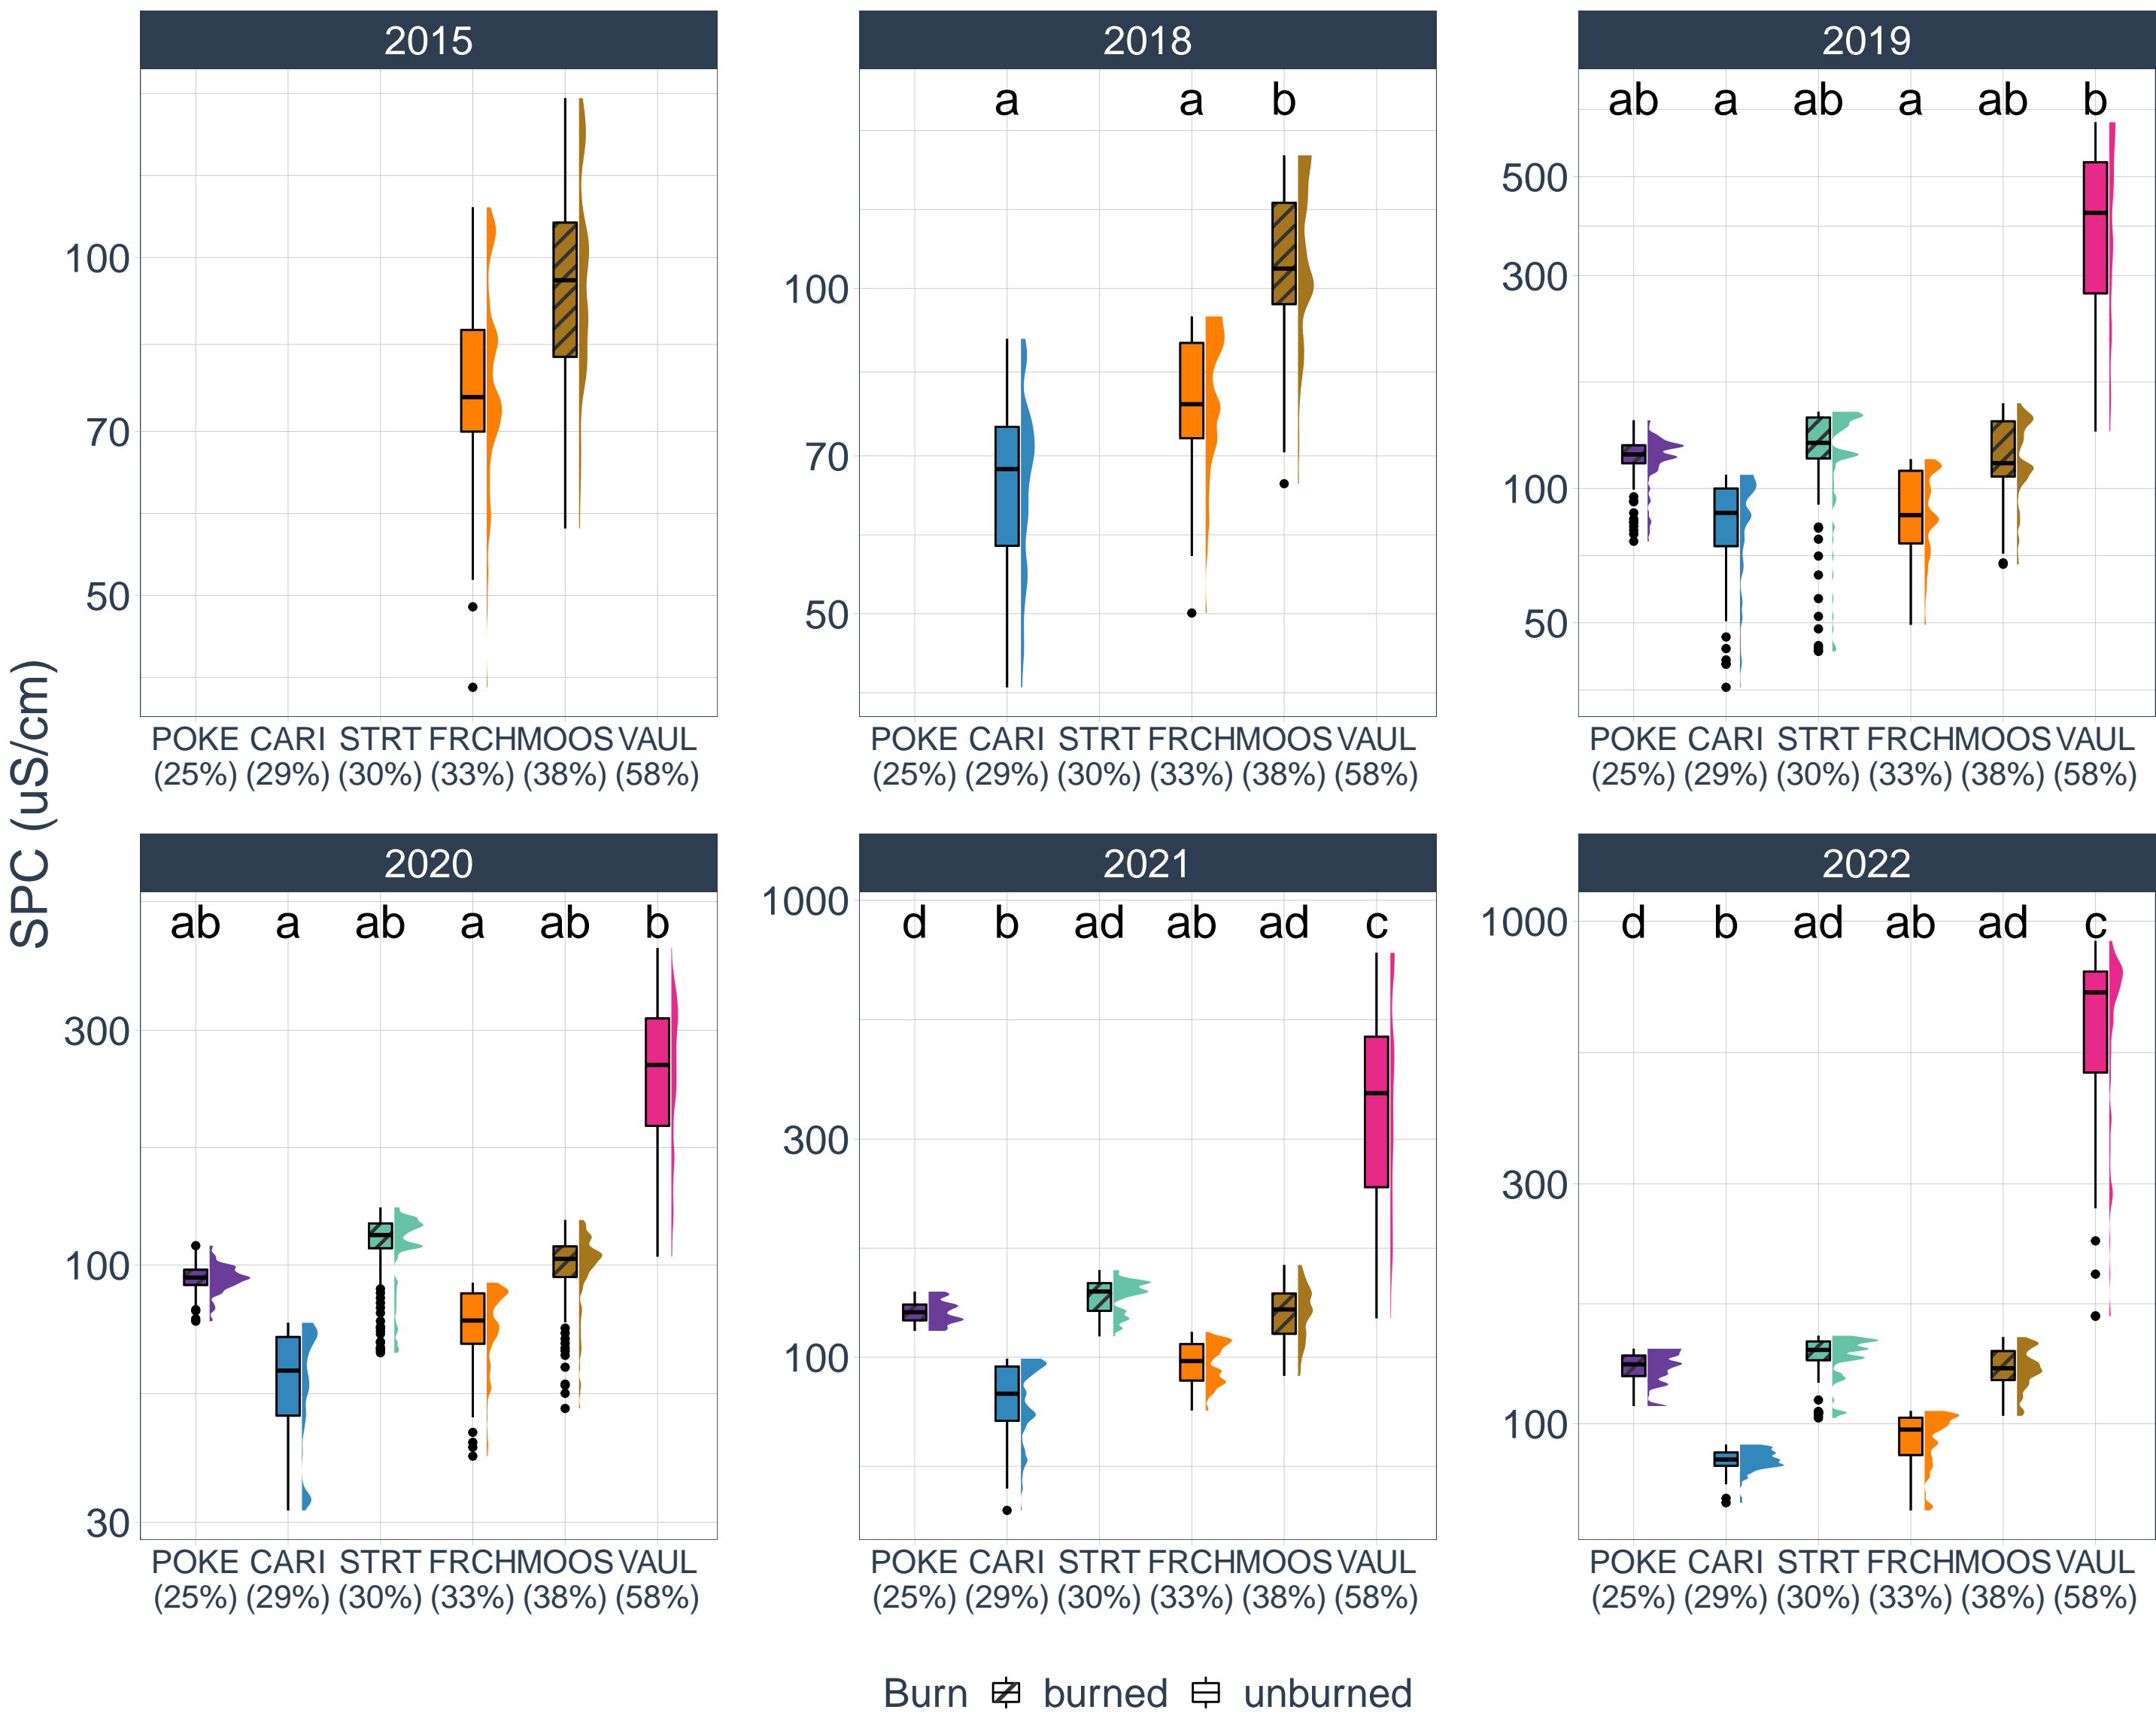 SPC (uS/cm)
2015
100
70
50
POKE CARI STRT FRCH MOOS VAUL
(25%) (29%) (30%) (33%) (38%) (58%)
2018
a a b
100
70
50
POKE CARI STRT FRCH MOOS VAUL
(25%) (29%) (30%) (33%) (38%) (58%)
2019
ab a ab a ab b
500
300
100
50
POKE CARI STRT FRCH MOOS VAUL
(25%) (29%) (30%) (33%) (38%) (58%)
2020
ab a ab a ab b
300
100
30
POKE CARI STRT FRCH MOOS VAUL
(25%) (29%) (30%) (33%) (38%) (58%)
2021
1000
d b ad ab ad c
300
100
POKE CARI STRT FRCH MOOS VAUL
(25%) (29%) (30%) (33%) (38%) (58%)
2022
1000
d b ad ab ad c
300
100
POKE CARI STRT FRCH MOOS VAUL
(25%) (29%) (30%) (33%) (38%) (58%)
Burn burned unburned